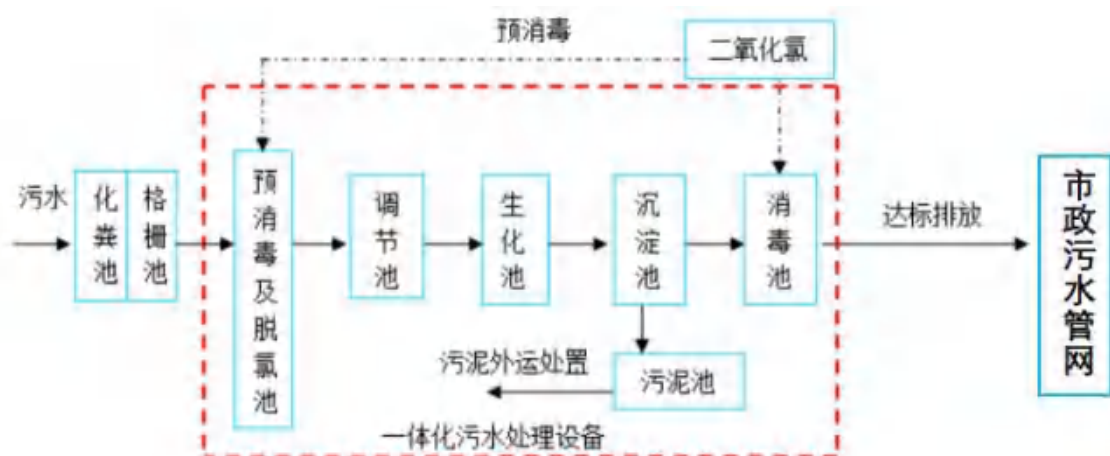 预消毒
二氧化氯
污水
化粪池
格栅池
预消毒及脱氯池
调节池
生化池
沉淀池
消毒池
达标排放
市政污水管网
污泥外运处置
污泥池
一体化污水处理设备